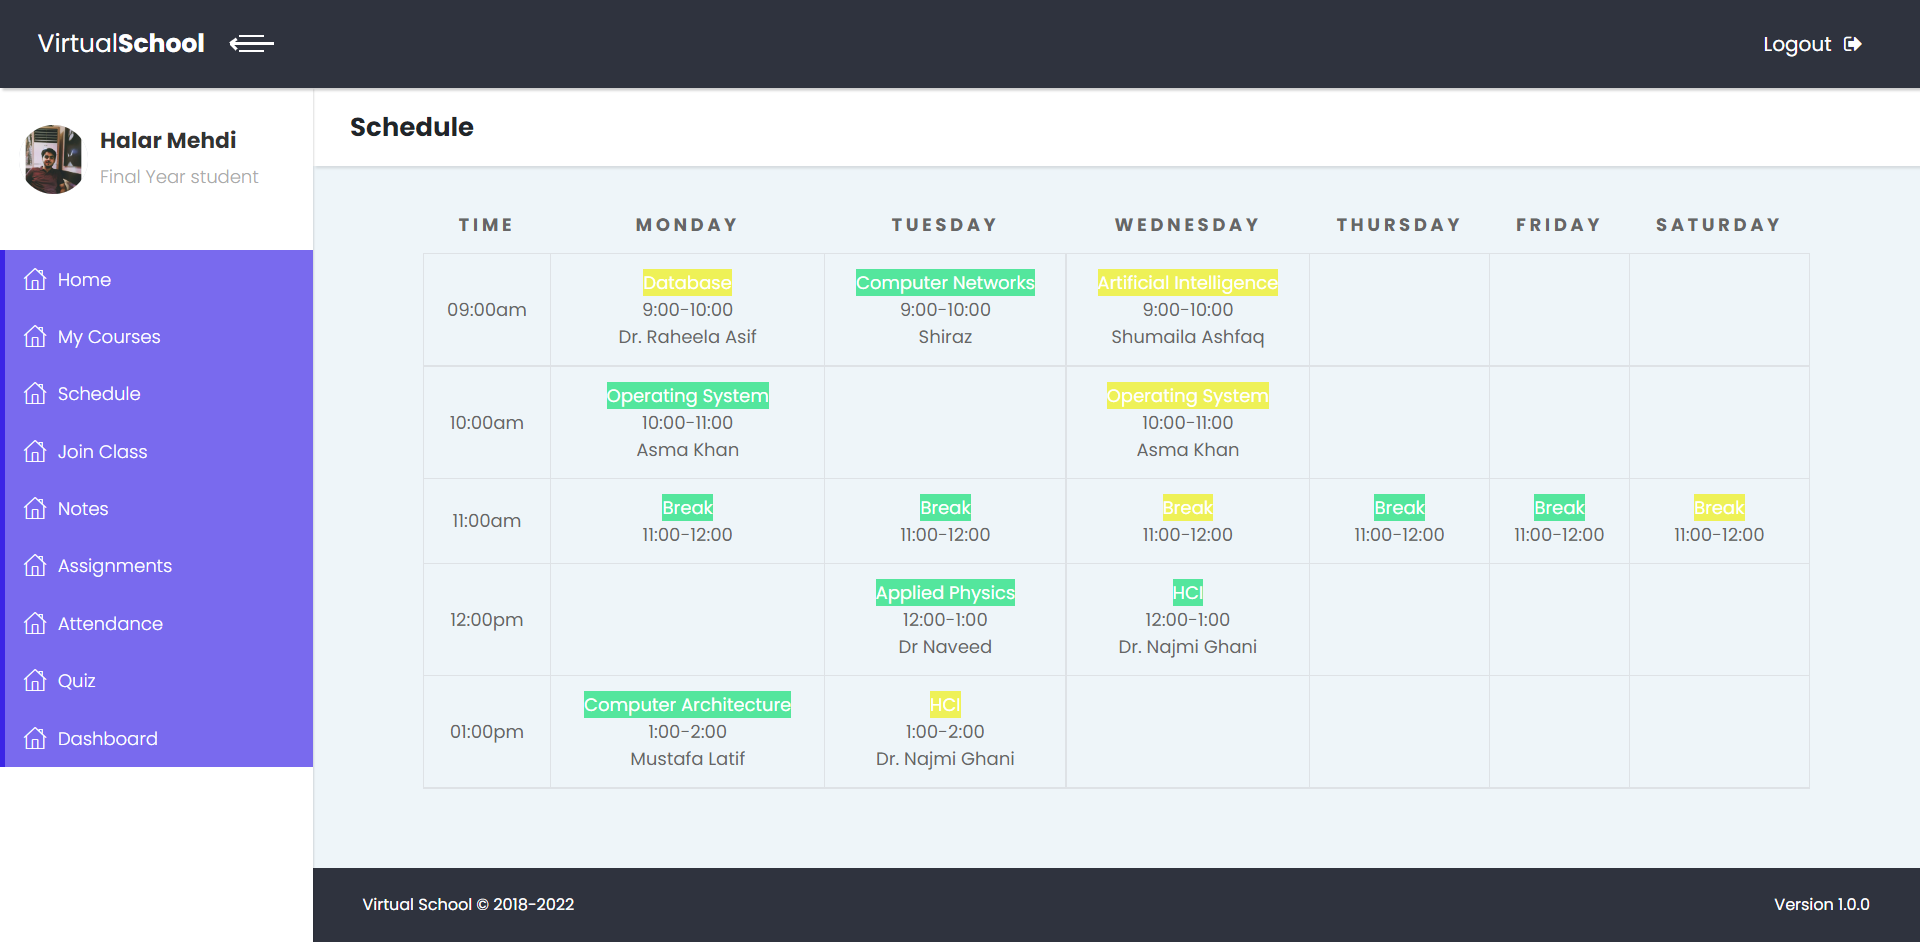 VirtualSchool
Logout
Halar Mehdi
Final Year student
Home
My Courses
Schedule
Join Class
Notes
Assignments
Attendance
Quiz
Dashboard
Schedule
TIME MONDAY TUESDAY WEDNESDAY THURSDAY FRIDAY SATURDAY
09:00am
Database
9:00-10:00
Dr. Raheela Asif
Computer Networks
9:00-10:00
Shiraz
Artificial Intelligence
9:00-10:00
Shumaila Ashfaq
10:00am
Operating System
10:00-11:00
Asma Khan
Operating System
10:00-11:00
Asma Khan
11:00am
Break
11:00-12:00
Break
11:00-12:00
Break
11:00-12:00
Break
11:00-12:00
Break
11:00-12:00
Break
11:00-12:00
12:00pm
Applied Physics
12:00-1:00
Dr Naveed
HCI
12:00-1:00
Dr. Najmi Ghani
01:00pm
Computer Architecture
1:00-2:00
Mustafa Latif
HCI
1:00-2:00
Dr. Najmi Ghani
Virtual School © 2018-2022
Version 1.0.0